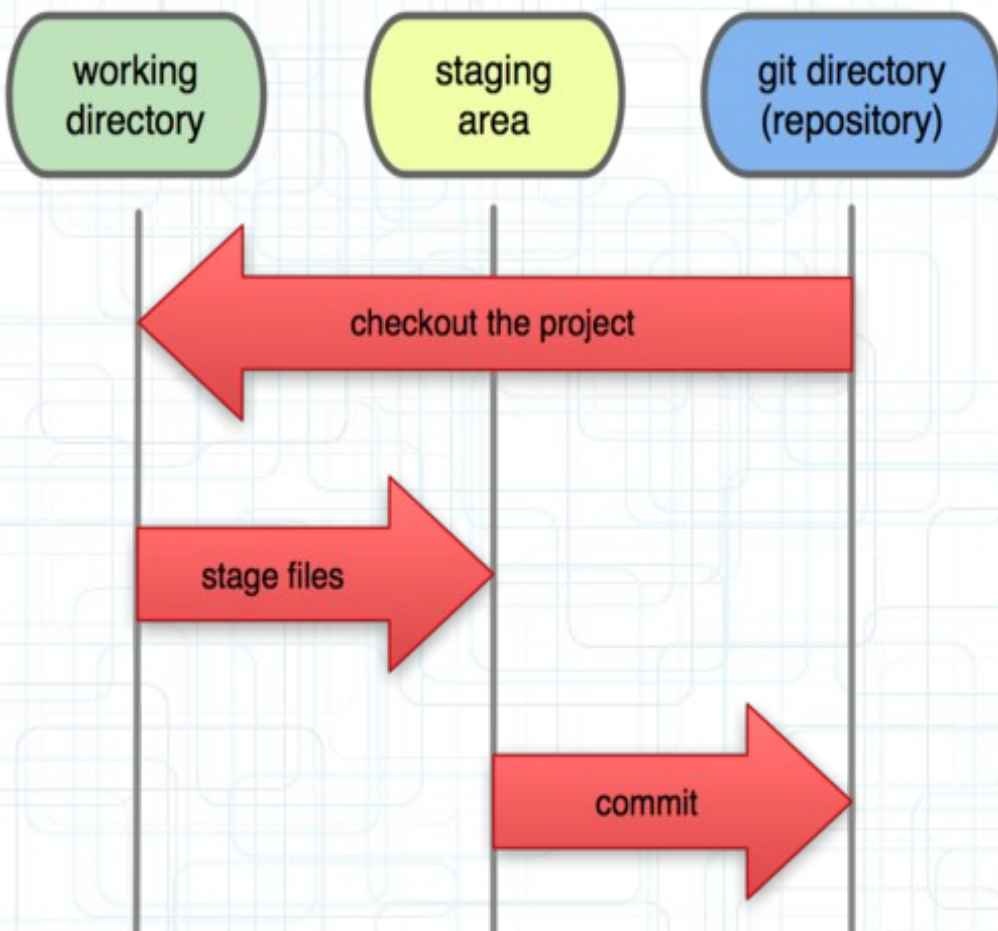 working
directory
staging
area
git directory
(repository)
checkout the project
stage files
commit